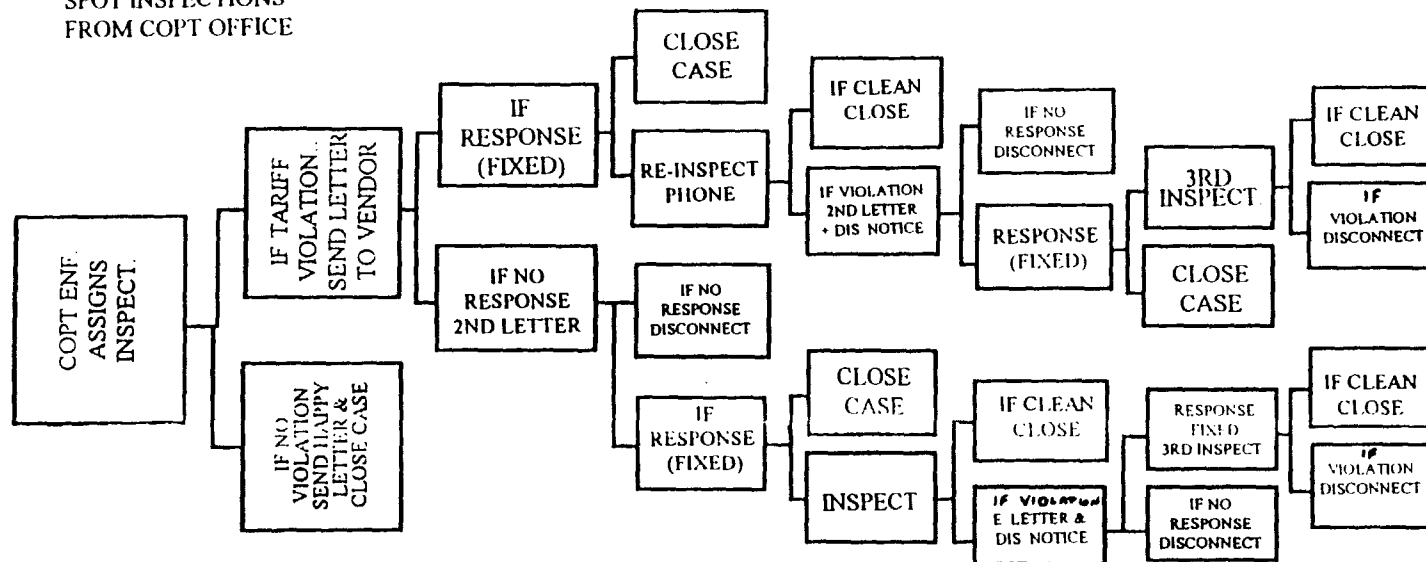 SPOT INSPECTIONS
FROM COPT OFFICE
COPT ENF.
ASSIGNS
INSPECT.
IF TARIFF
VIOLATION..
SEND LETTER
TO VENDOR
IF NO
VIOLATION
SEND HAPPY
LETTER &
CLOSE CASE
IF
RESPONSE
(FIXED)
IF NO
RESPONSE
2ND LETTER
CLOSE
CASE
RE-INSPECT
PHONE
IF NO
RESPONSE
DISCONNECT
IF
RESPONSE
(FIXED)
IF CLEAN
CLOSE
IF VIOLATION
2ND LETTER
+ DIS NOTICE
CLOSE
CASE
INSPECT
IF NO
RESPONSE
DISCONNECT
RESPONSE
(FIXED)
IF CLEAN
CLOSE
IF VIOLATION
E LETTER &
DIS NOTICE
3RD
INSPECT.
CLOSE
CASE
RESPONSE
FIXED
3RD INSPECT
IF NO
RESPONSE
DISCONNECT
IF CLEAN
CLOSE
IF
VIOLATION
DISCONNECT
IF CLEAN
CLOSE
IF
VIOLATION
DISCONNECT